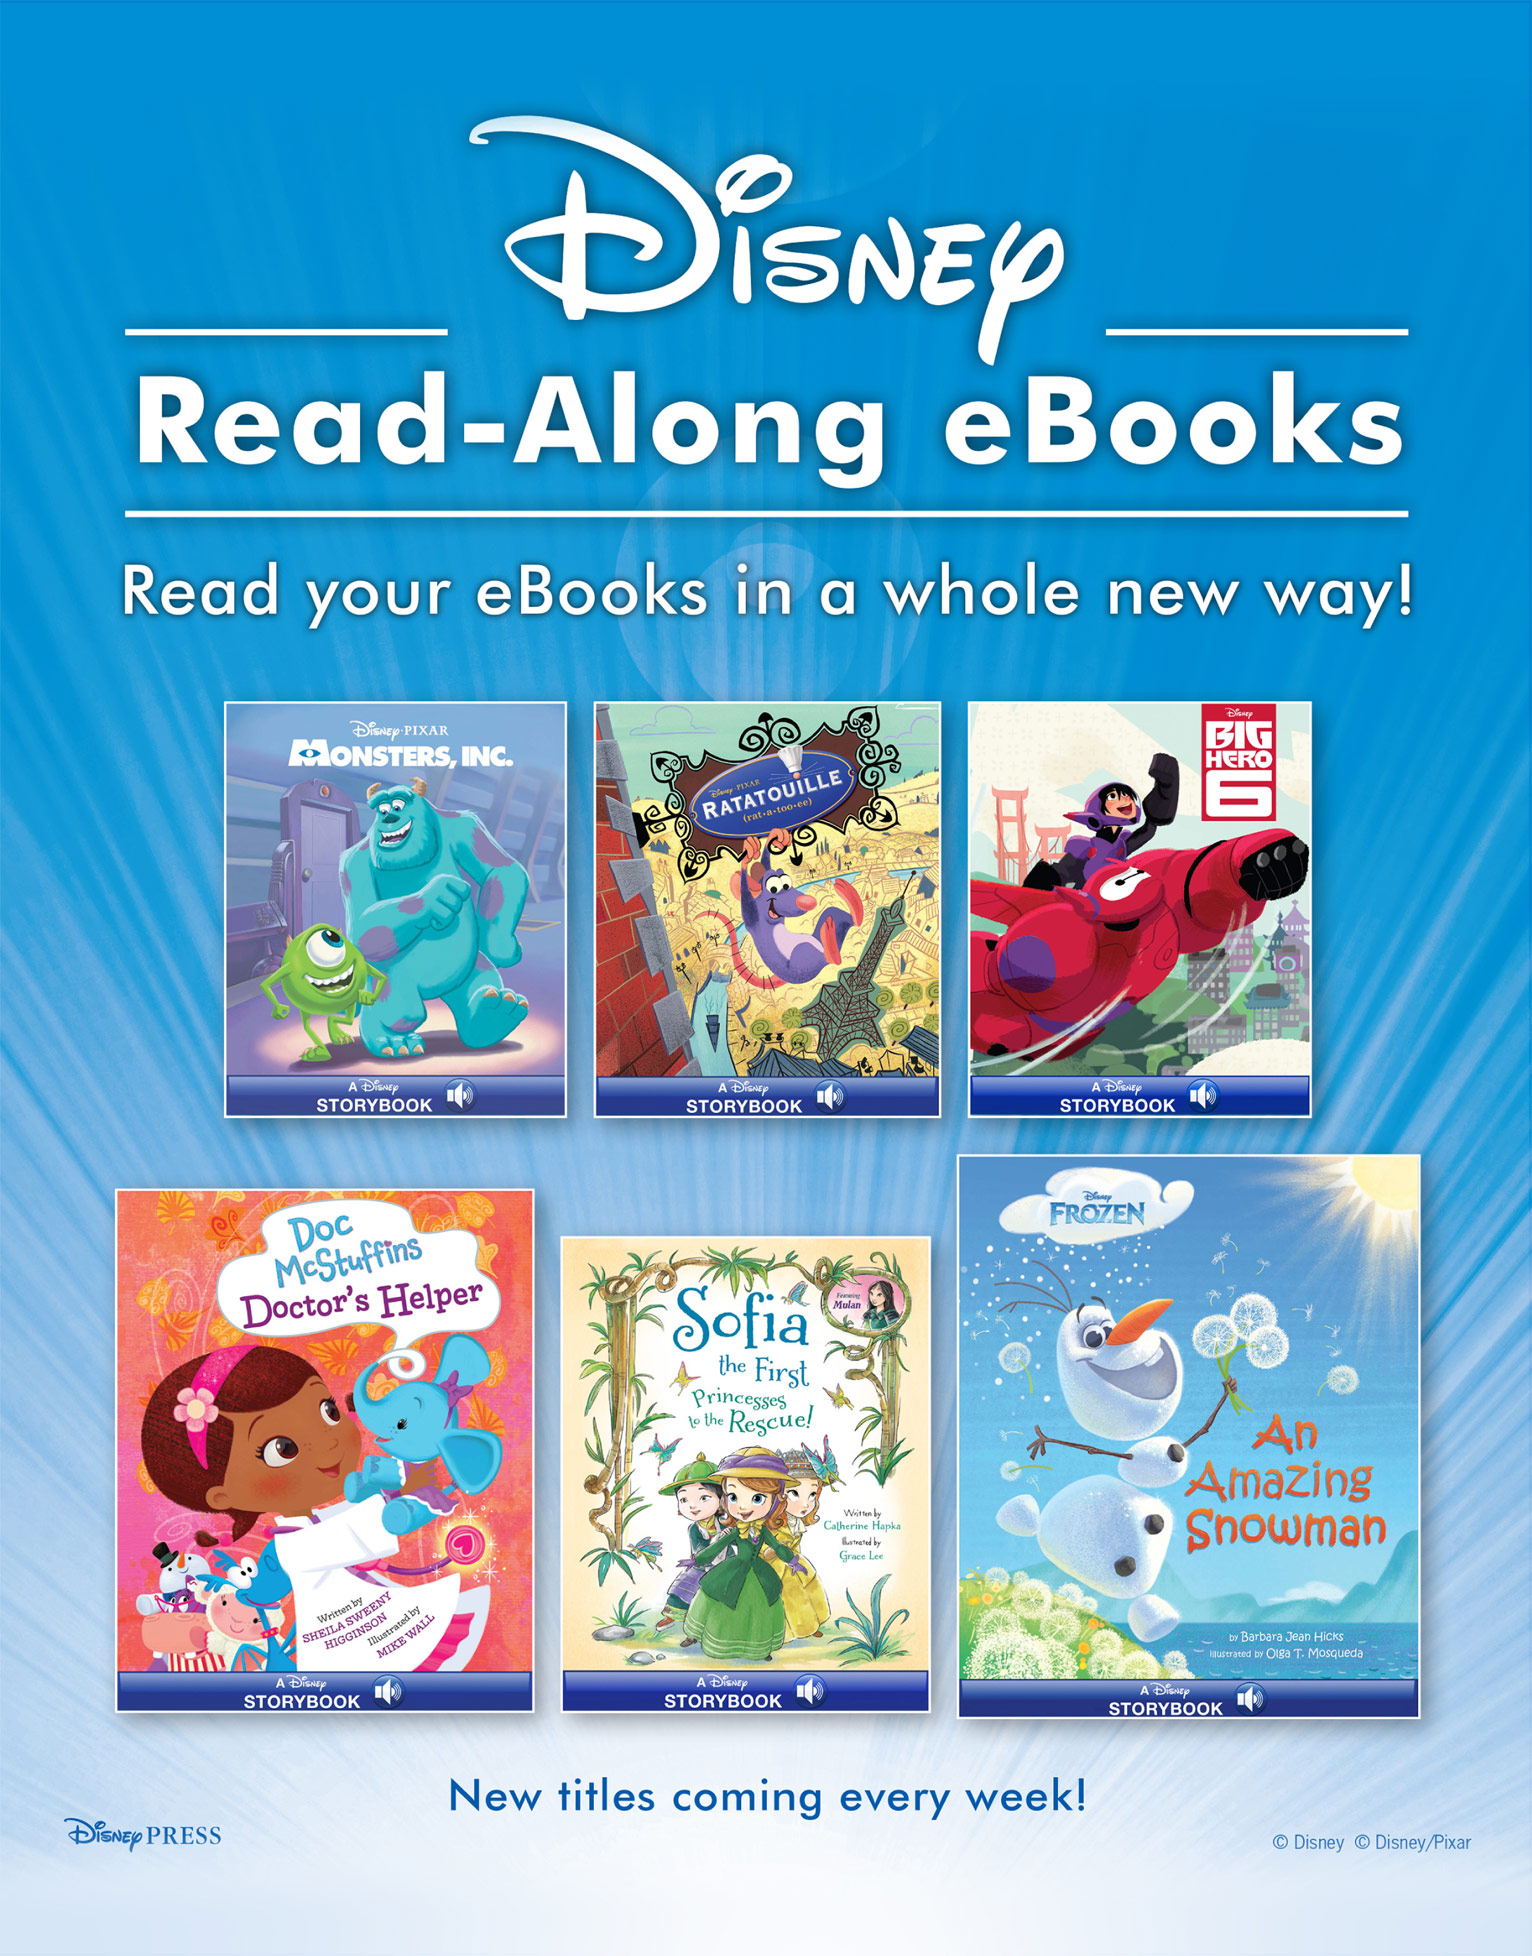 Disney
Read-Along eBooks
Read your eBooks in a whole new way!
Disney·PIXAR
MONSTERS, INC.
A Disney
STORYBOOK
Disney·PIXAR
RATATOUILLE
(rat•a•too•ee)
A Disney
STORYBOOK
Disney
BIG
HERO
6
A Disney
STORYBOOK
Doc
McStuffins
Doctor's Helper
Written by
SHEILA SWEENY
HIGGINSON
Illustrated by
MIKE WALL
A Disney
STORYBOOK
Featuring
Mulan
Sofia
the First
Princesses
to the Rescue!
Written by
Catherine Hapka
Illustrated by
Grace Lee
A Disney
STORYBOOK
Disney
FROZEN
An
Amazing
Snowman
by Barbara Jean Hicks
illustrated by Olga T. Mosqueda
A Disney
STORYBOOK
New titles coming every week!
Disney PRESS
© Disney © Disney/Pixar